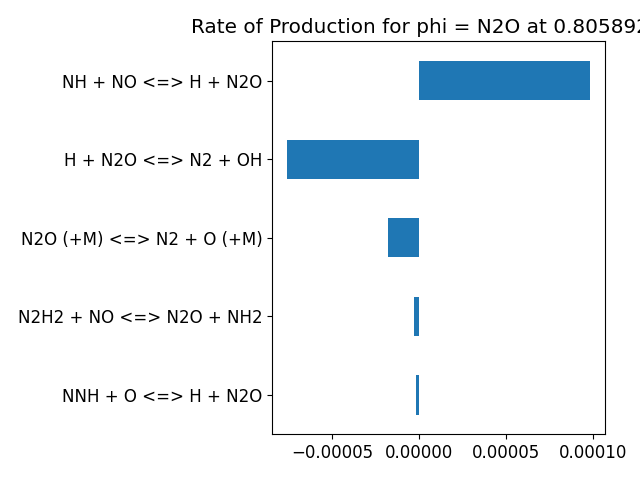 Rate of Production for phi = N2O at 0.805892
NH + NO <=> H + N2O
H + N2O <=> N2 + OH
N2O (+M) <=> N2 + O (+M)
N2H2 + NO <=> N2O + NH2
NNH + O <=> H + N2O
−0.00005 0.00000 0.00005 0.00010